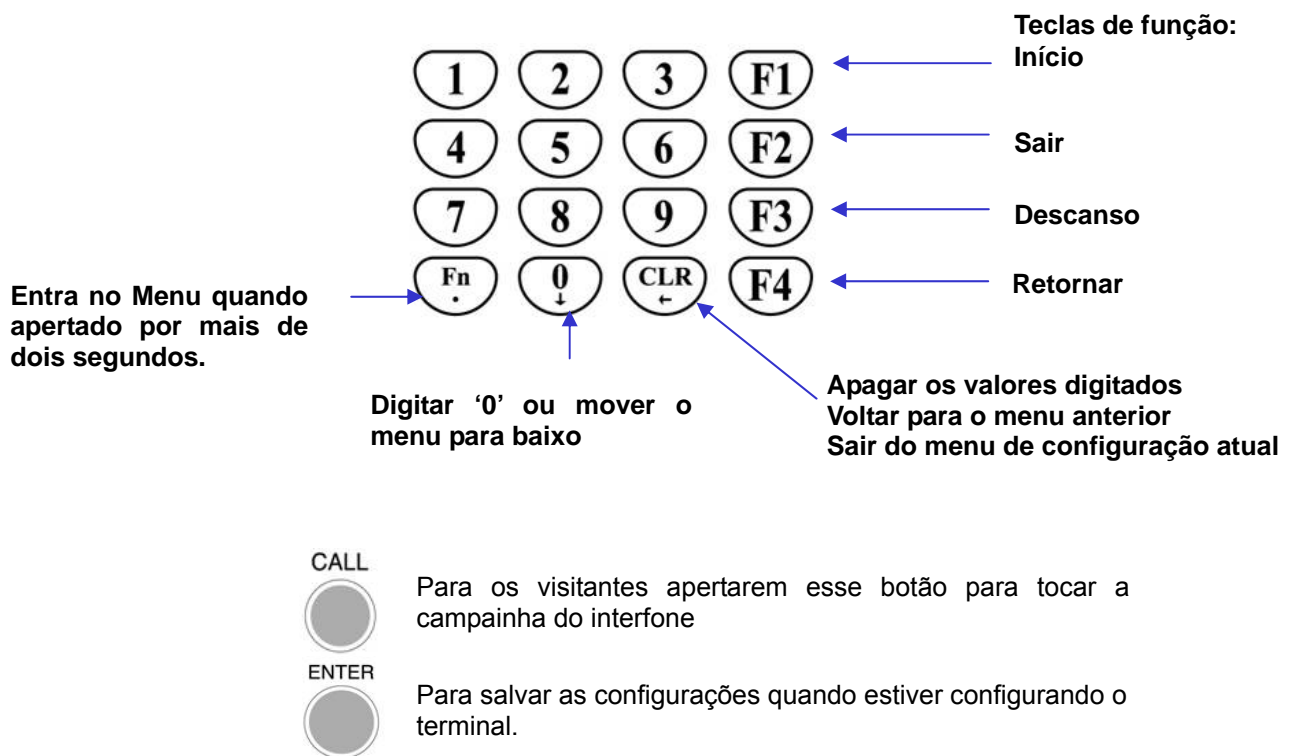 Teclas de função:
Início
1 2 3 F1
4 5 6 F2
Sair
7 8 9 F3
Descanso
Fn . 0 ↓ CLR ← F4
Retornar
Entra no Menu quando
apertado por mais de
dois segundos.
Digitar ‘0’ ou mover o
menu para baixo
Apagar os valores digitados
Voltar para o menu anterior
Sair do menu de configuração atual
CALL
Para os visitantes apertarem esse botão para tocar a
campainha do interfone
ENTER
Para salvar as configurações quando estiver configurando o
terminal.